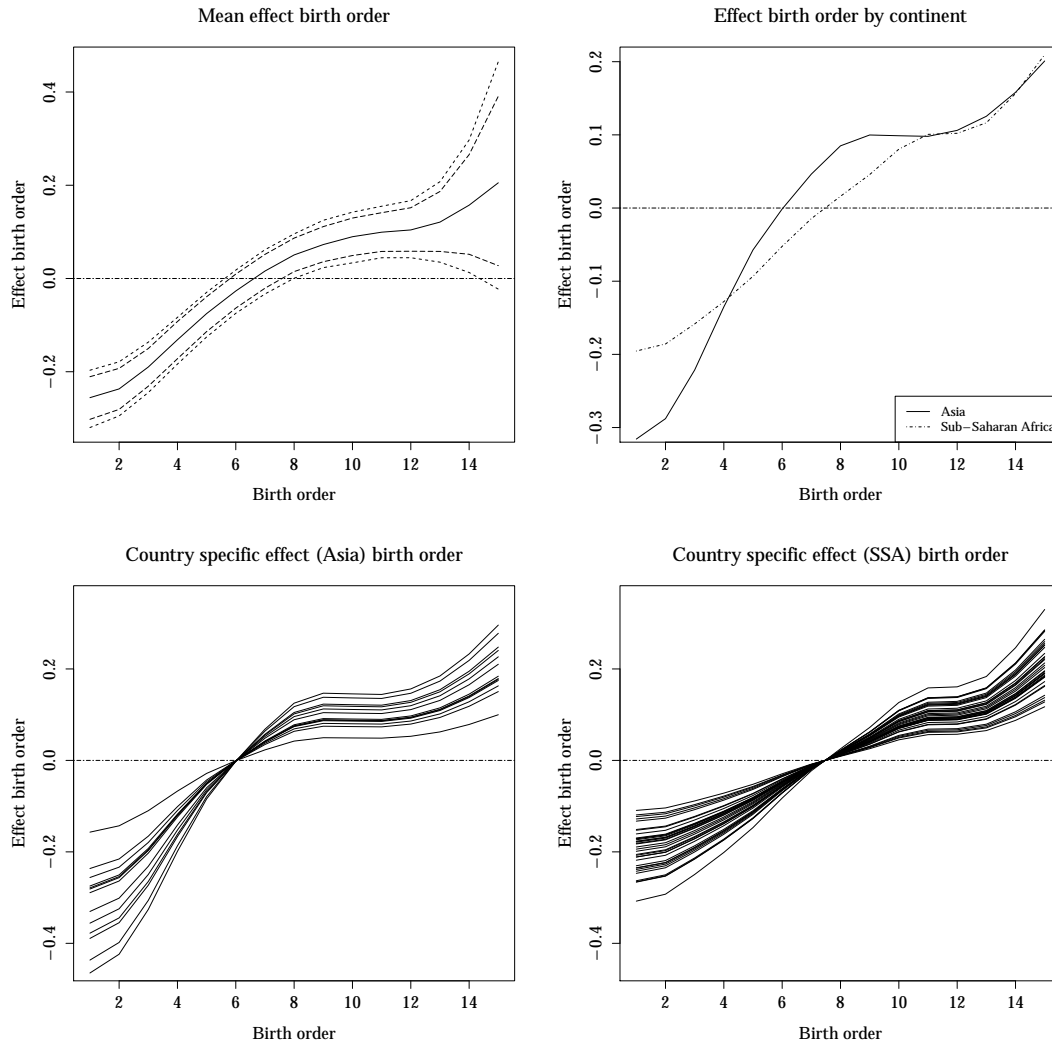 Mean effect birth order
Effect birth order
0.4
0.2
0.0
−0.2
2 4 6 8 10 12 14
Birth order
Effect birth order by continent
Effect birth order
0.2
0.1
0.0
−0.1
−0.2
−0.3
Asia
Sub−Saharan Africa
2 4 6 8 10 12 14
Birth order
Country specific effect (Asia) birth order
Effect birth order
0.2
0.0
−0.2
−0.4
2 4 6 8 10 12 14
Birth order
Country specific effect (SSA) birth order
Effect birth order
0.2
0.0
−0.2
−0.4
2 4 6 8 10 12 14
Birth order